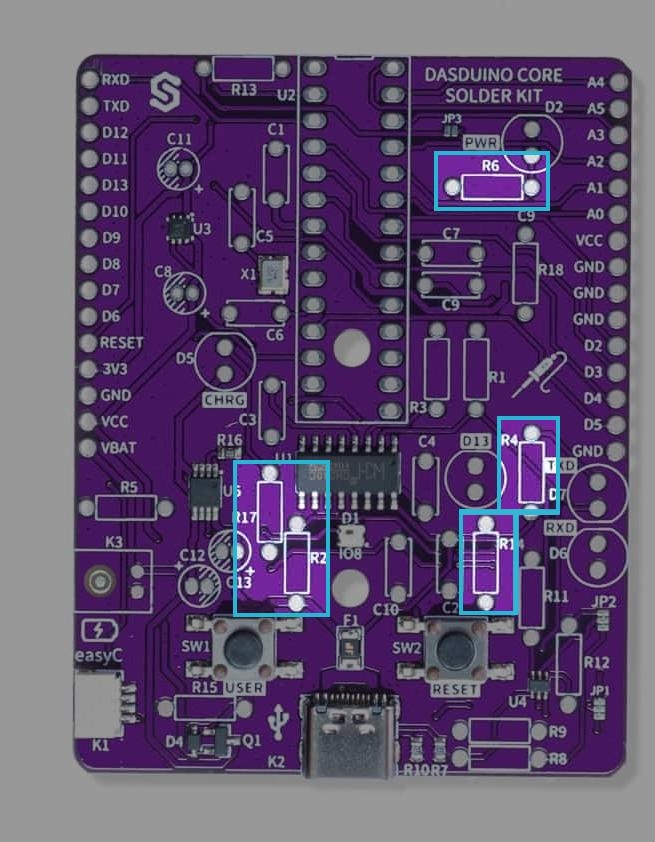 RXD
TXD
D12
D11
D13
D10
D9
D8
D7
D6
RESET
3V3
GND
VCC
VBAT
R13
U2
DASDUINO CORE
SOLDER KIT
JP3
D2
PWR
R6
A4
A5
A3
A2
A1
A0
VCC
GND
GND
GND
D2
D3
D4
D5
GND
C11
+
C1
U3
C5
C7
C9
C9
R18
X1
C8
+
C6
D5
CHRG
R3
R1
C3
R16
U1
C4
D13
R4
TXD
D7
R5
U5
R17
D1
IO8
R2
R14
RXD
D6
K3
+
C12
C13
+
C10
C2
R11
JP2
easyC
SW1
F1
SW2
R12
R15
USER
RESET
U4
JP1
K1
D4
Q1
K2
R10
R7
R9
R8